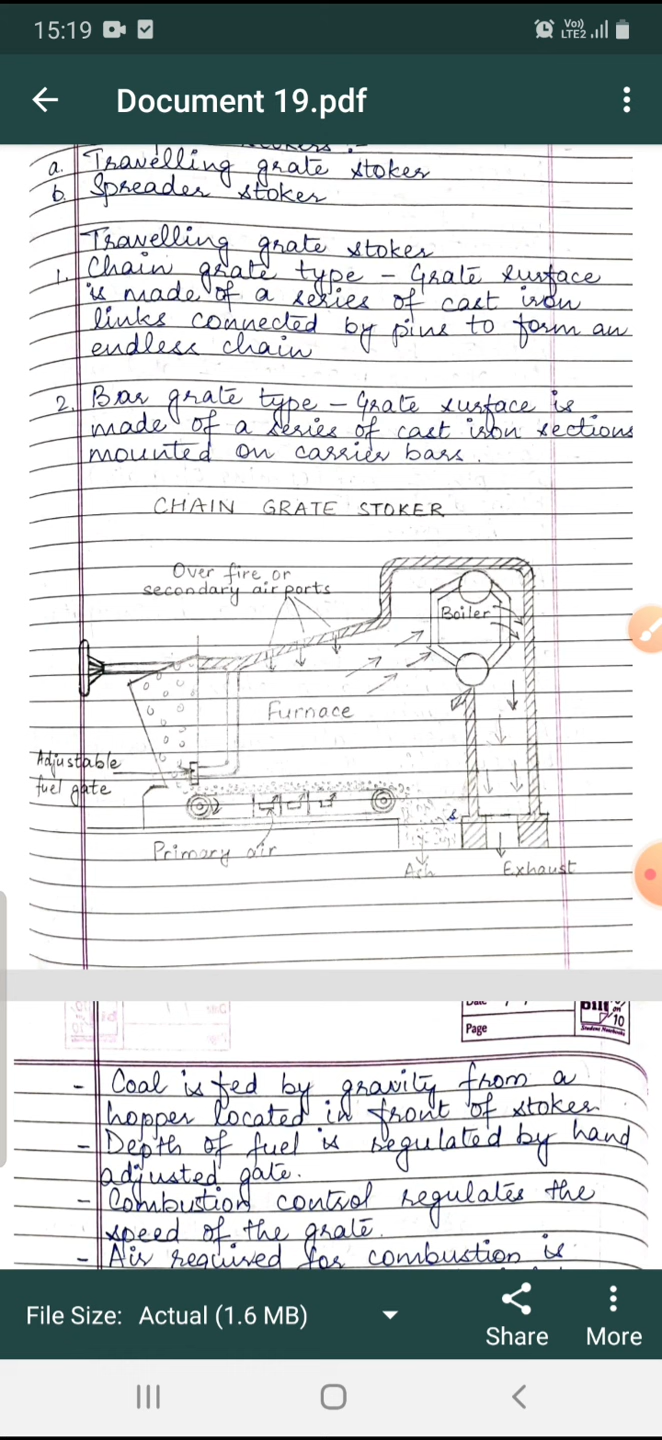 15:19
Vo))
LTE2
Document 19.pdf
a. Travelling grate stoker
b. Spreader stoker
Travelling grate stoker
1. Chain grate type - Grate surface
is made of a series of cast iron
links connected by pins to form an
endless chain
2. Bar grate type - Grate surface is
made of a series of cast iron sections
mounted on carrier bars.
CHAIN GRATE STOKER
Over fire or
secondary air ports
Boiler
Furnace
Adjustable
fuel gate
Primary air
Ash
Exhaust
Page
- Coal is fed by gravity from a
hopper located in front of stoker
- Depth of fuel is regulated by hand
adjusted gate.
- Combustion control regulates the
speed of the grate.
- Air required for combustion is
File Size: Actual (1.6 MB)
Share
More